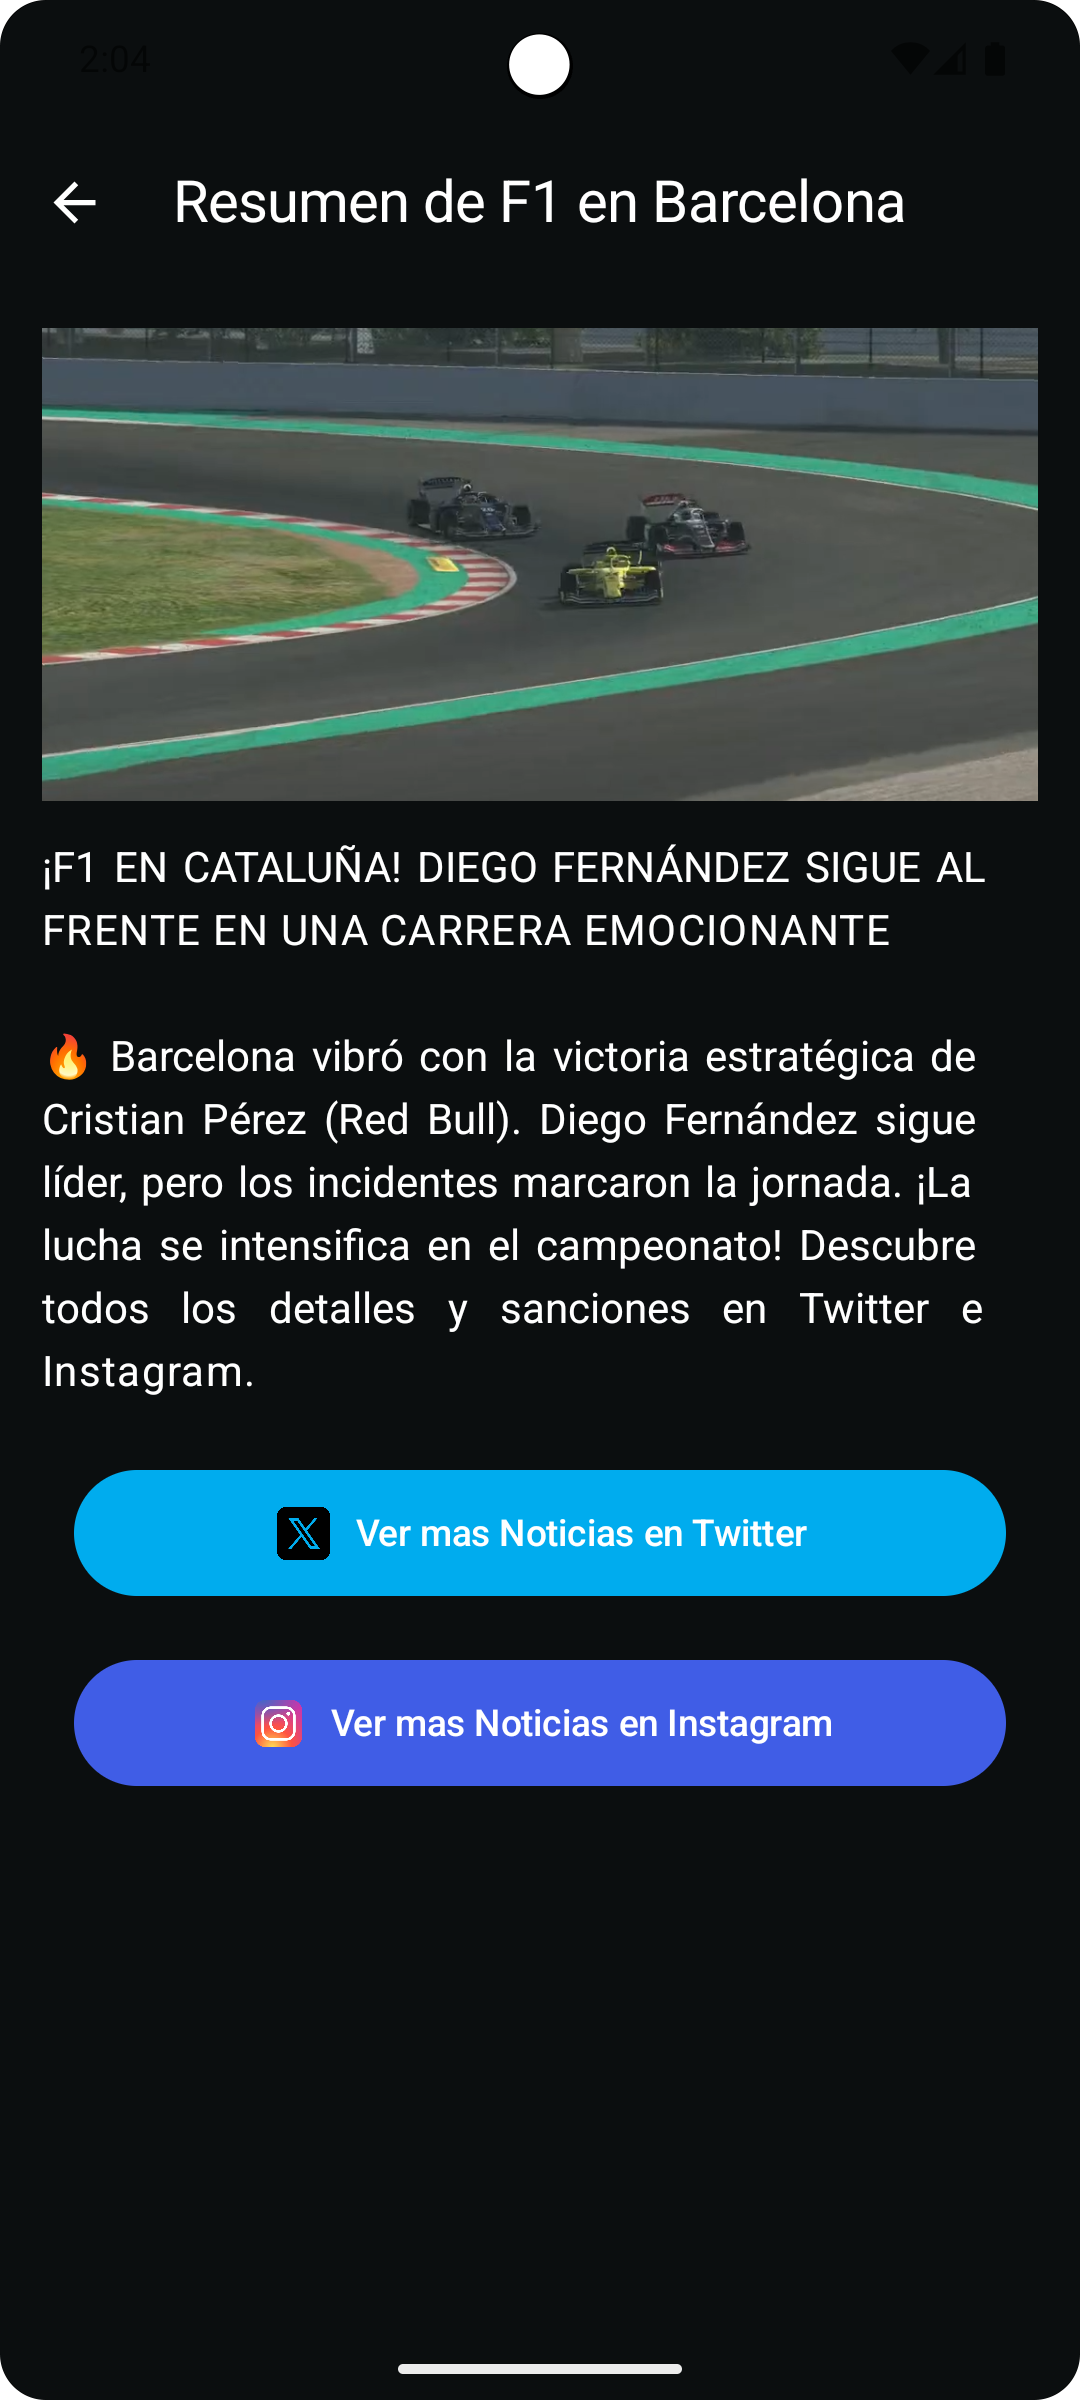 2:04
Resumen de F1 en Barcelona
¡F1 EN CATALUÑA! DIEGO FERNÁNDEZ SIGUE AL
FRENTE EN UNA CARRERA EMOCIONANTE
🔥 Barcelona vibró con la victoria estratégica de
Cristian Pérez (Red Bull). Diego Fernández sigue
líder, pero los incidentes marcaron la jornada. ¡La
lucha se intensifica en el campeonato! Descubre
todos los detalles y sanciones en Twitter e
Instagram.
Ver mas Noticias en Twitter
Ver mas Noticias en Instagram